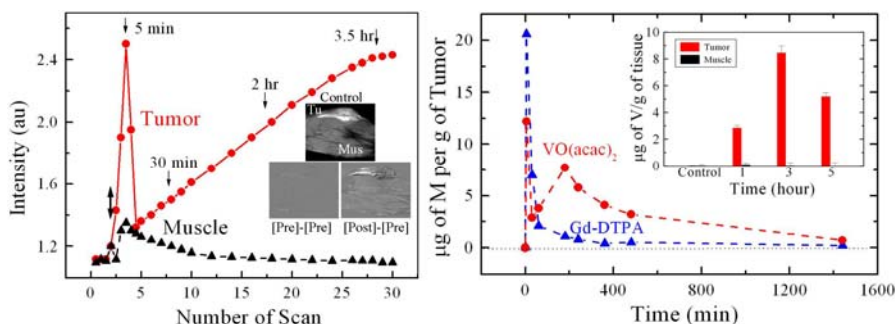 5 min
3.5 hr
2 hr
30 min
Control
Tu
Mus
Tumor
Muscle
[Pre]-[Pre]
[Post]-[Pre]
Intensity (au)
2.4
2.0
1.6
1.2
0 5 10 15 20 25 30
Number of Scan
µg of M per g of Tumor
20
15
10
5
0
VO(acac)2
Gd-DTPA
0 400 800 1200 1600
Time (min)
µg of V/g of tissue
10
8
6
4
2
0
Tumor
Muscle
Control 1 3 5
Time (hour)